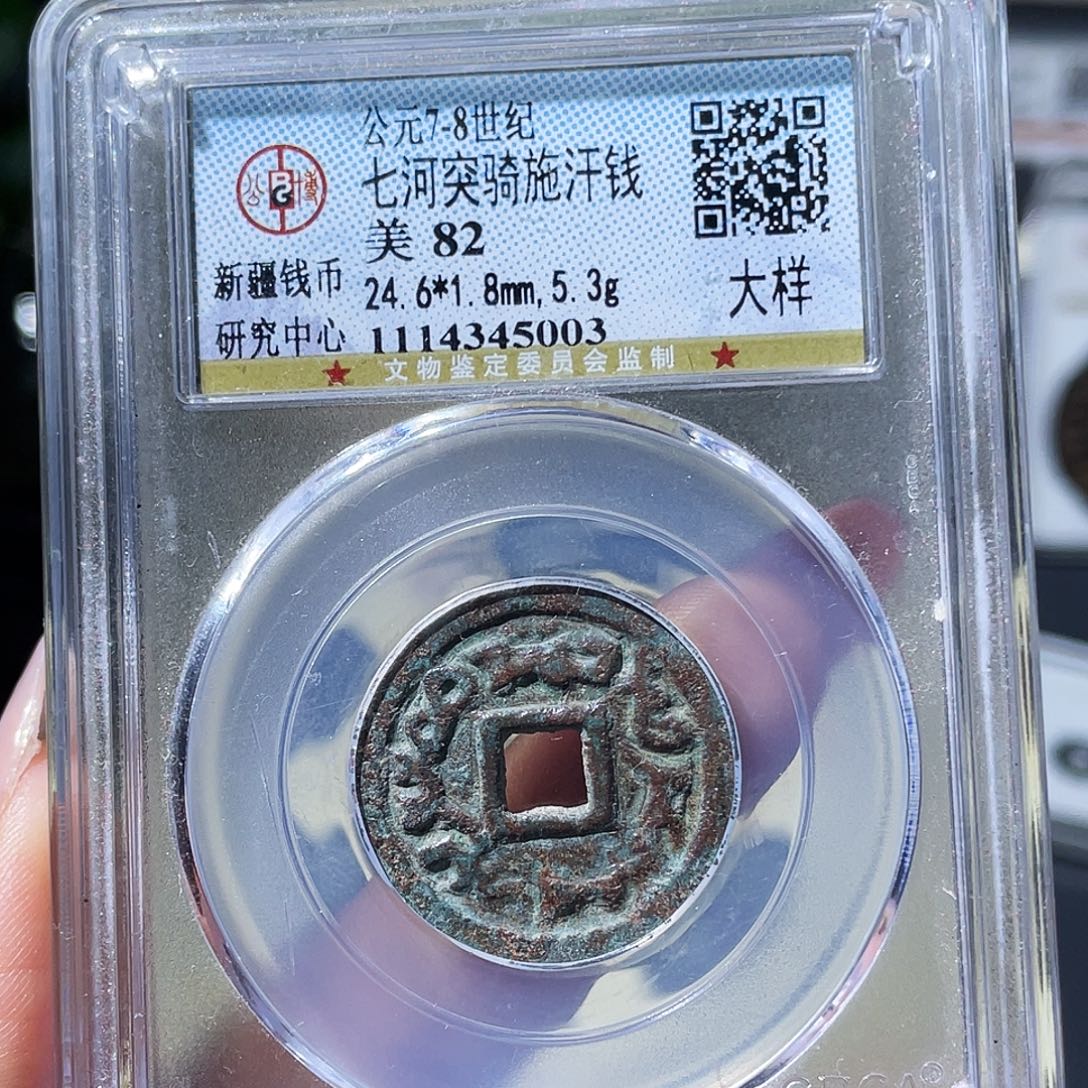 公元7-8世纪
七河突骑施汗钱
美 82
新疆钱币
24.6*1.8mm,5.3g
大样
研究中心
1114345003
文物鉴定委员会监制
公博